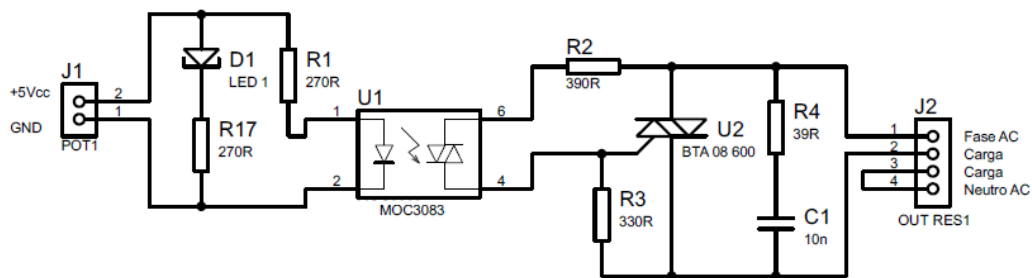 J1
+5Vcc
GND
2
1
POT1
D1
LED 1
R17
270R
R1
270R
U1
1
2
6
4
MOC3083
R2
390R
R3
330R
U2
BTA 08 600
R4
39R
C1
10n
J2
1
2
3
4
Fase AC
Carga
Carga
Neutro AC
OUT RES1